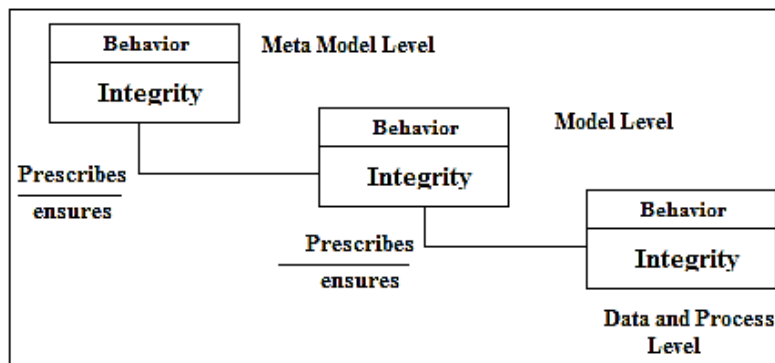 Behavior
Meta Model Level
Integrity
Behavior
Model Level
Integrity
Prescribes
ensures
Behavior
Prescribes
Integrity
ensures
Data and Process
Level